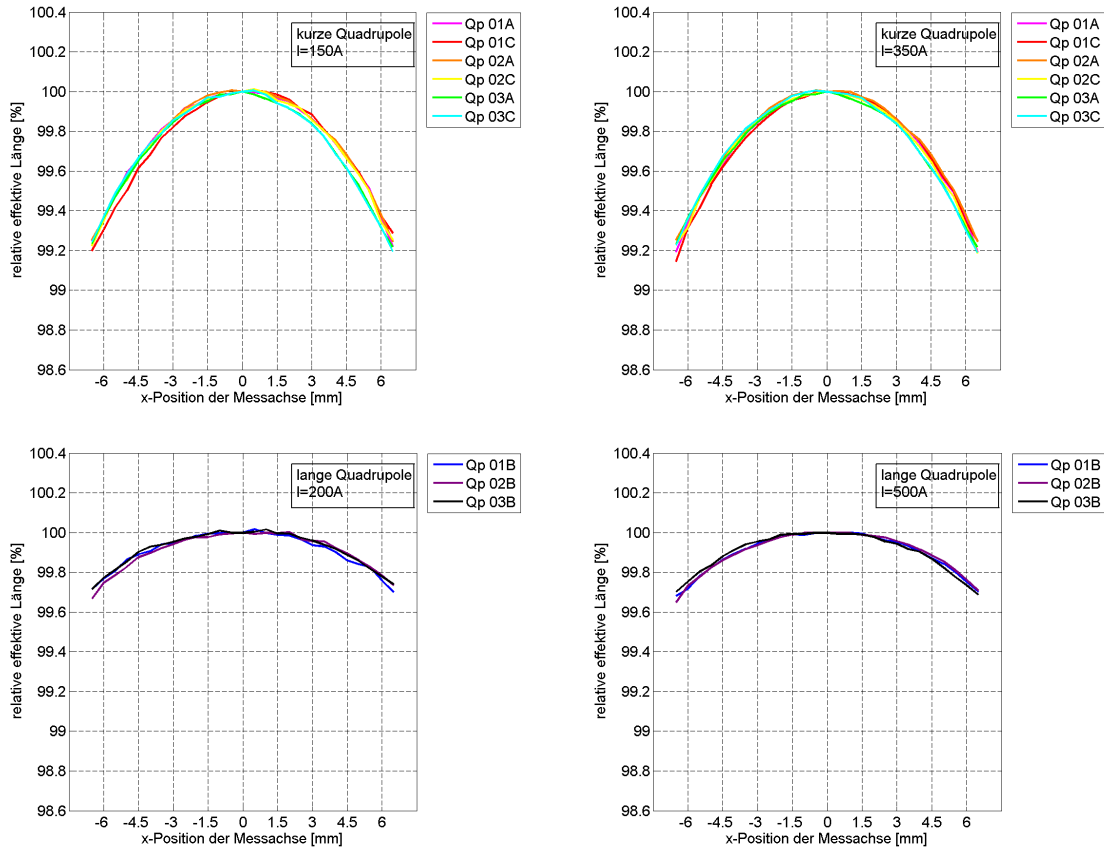 100.4
100.2
100
99.8
99.6
99.4
99.2
99
98.8
98.6
relative effektive Länge [%]
-6 -4.5 -3 -1.5 0 1.5 3 4.5 6
x-Position der Messachse [mm]
kurze Quadrupole
I=150A
Qp 01A
Qp 01C
Qp 02A
Qp 02C
Qp 03A
Qp 03C
100.4
100.2
100
99.8
99.6
99.4
99.2
99
98.8
98.6
relative effektive Länge [%]
-6 -4.5 -3 -1.5 0 1.5 3 4.5 6
x-Position der Messachse [mm]
kurze Quadrupole
I=350A
Qp 01A
Qp 01C
Qp 02A
Qp 02C
Qp 03A
Qp 03C
100.4
100.2
100
99.8
99.6
99.4
99.2
99
98.8
98.6
relative effektive Länge [%]
-6 -4.5 -3 -1.5 0 1.5 3 4.5 6
x-Position der Messachse [mm]
lange Quadrupole
I=200A
Qp 01B
Qp 02B
Qp 03B
100.4
100.2
100
99.8
99.6
99.4
99.2
99
98.8
98.6
relative effektive Länge [%]
-6 -4.5 -3 -1.5 0 1.5 3 4.5 6
x-Position der Messachse [mm]
lange Quadrupole
I=500A
Qp 01B
Qp 02B
Qp 03B